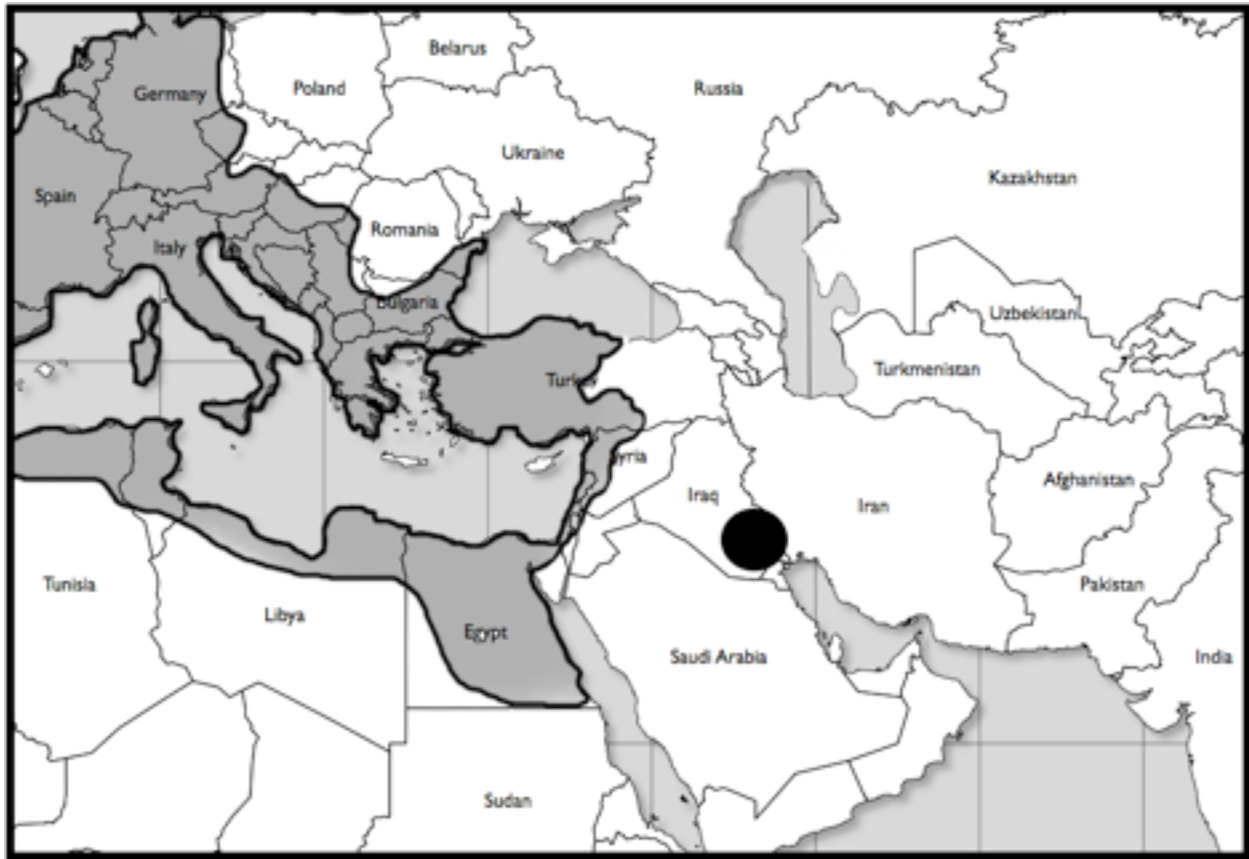 Belarus
Poland
Germany
Russia
Ukraine
Kazakhstan
Spain
Romania
Italy
Bulgaria
Uzbekistan
Turkmenistan
Turkey
Syria
Iraq
Iran
Afghanistan
Tunisia
Pakistan
Libya
Egypt
Saudi Arabia
India
Sudan